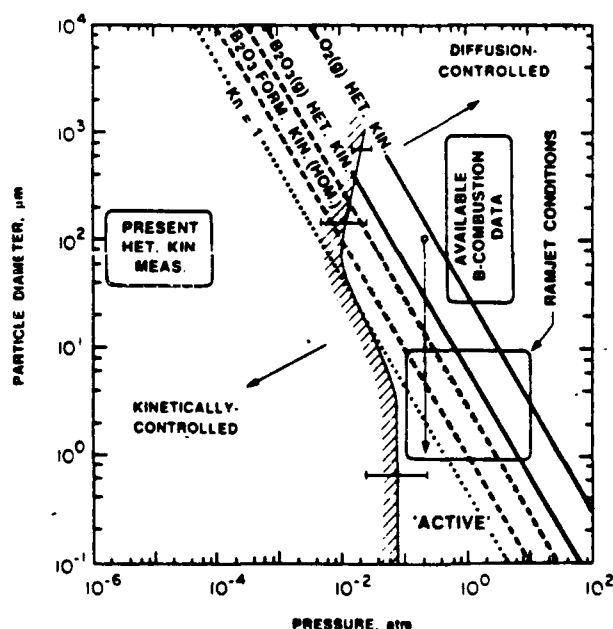 10⁴
10³
10²
10¹
10⁰
10⁻¹
PARTICLE DIAMETER, µm
Kn = 1
B₂O₃ FORM. KIN. (HOM.)
B₂O₃(g) HET. KIN
O₂(g) HET. KIN
DIFFUSION-
CONTROLLED
PRESENT
HET. KIN
MEAS.
AVAILABLE
B-COMBUSTION
DATA
RAMJET CONDITIONS
KINETICALLY-
CONTROLLED
'ACTIVE'
10⁻⁶
10⁻⁴
10⁻²
10⁰
10²
PRESSURE, atm